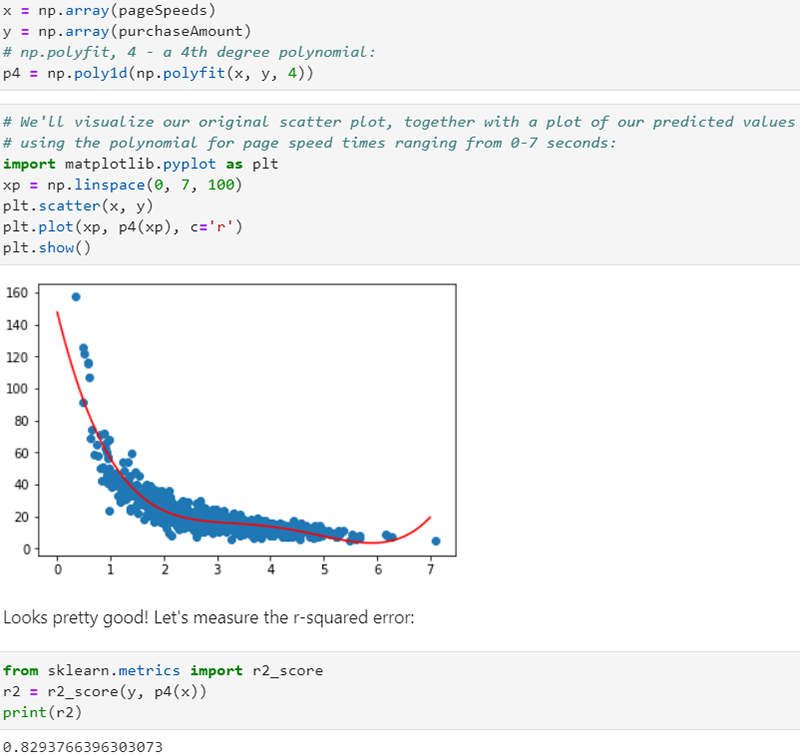 x = np.array(pageSpeeds)
y = np.array(purchaseAmount)
# np.polyfit, 4 - a 4th degree polynomial:
p4 = np.poly1d(np.polyfit(x, y, 4))
# We'll visualize our original scatter plot, together with a plot of our predicted values
# using the polynomial for page speed times ranging from 0-7 seconds:
import matplotlib.pyplot as plt
xp = np.linspace(0, 7, 100)
plt.scatter(x, y)
plt.plot(xp, p4(xp), c='r')
plt.show()
160
140
120
100
80
60
40
20
0
0 1 2 3 4 5 6 7
Looks pretty good! Let's measure the r-squared error:
from sklearn.metrics import r2_score
r2 = r2_score(y, p4(x))
print(r2)
0.8293766396303073